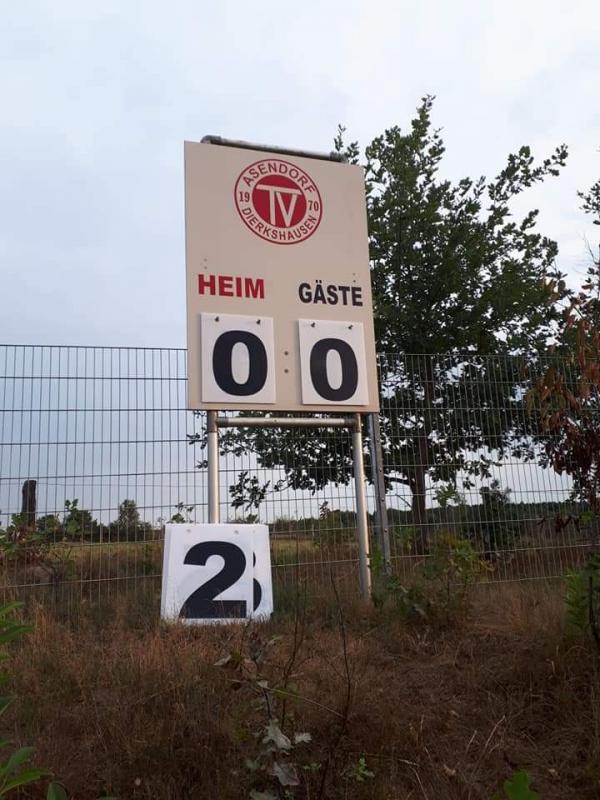 ASENDORF
19 TV 70
DIERKSHAUSEN
HEIM GÄSTE
0 : 0
2